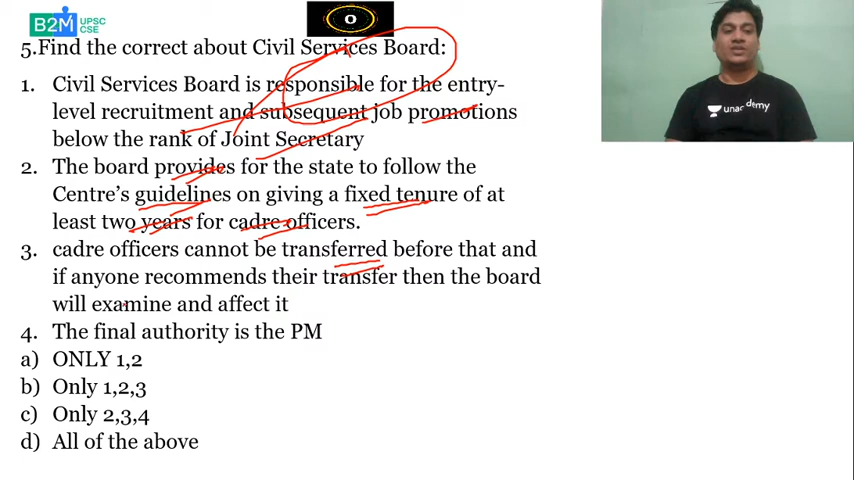 B2M UPSC
CSE
5.Find the correct about Civil Services Board:
1. Civil Services Board is responsible for the entry-
level recruitment and subsequent job promotions
below the rank of Joint Secretary
2. The board provides for the state to follow the
Centre's guidelines on giving a fixed tenure of at
least two years for cadre officers.
3. cadre officers cannot be transferred before that and
if anyone recommends their transfer then the board
will examine and affect it
4. The final authority is the PM
a) ONLY 1,2
b) Only 1,2,3
c) Only 2,3,4
d) All of the above
unacademy